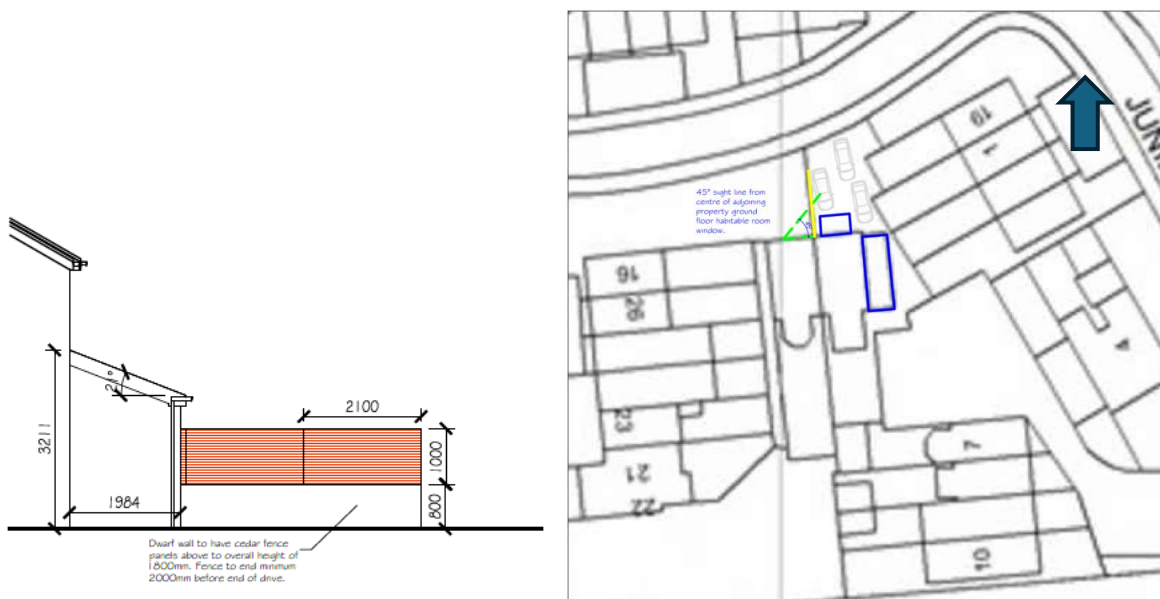 3211
21°
1984
2100
1000
800
Dwarf wall to have cedar fence
panels above to overall height of
1800mm. Fence to end minimum
2000mm before end of drive.
45° sight line from
centre of adjoining
property ground
floor habitable room
window.
19
1
16
26
23
21
22
4
7
10